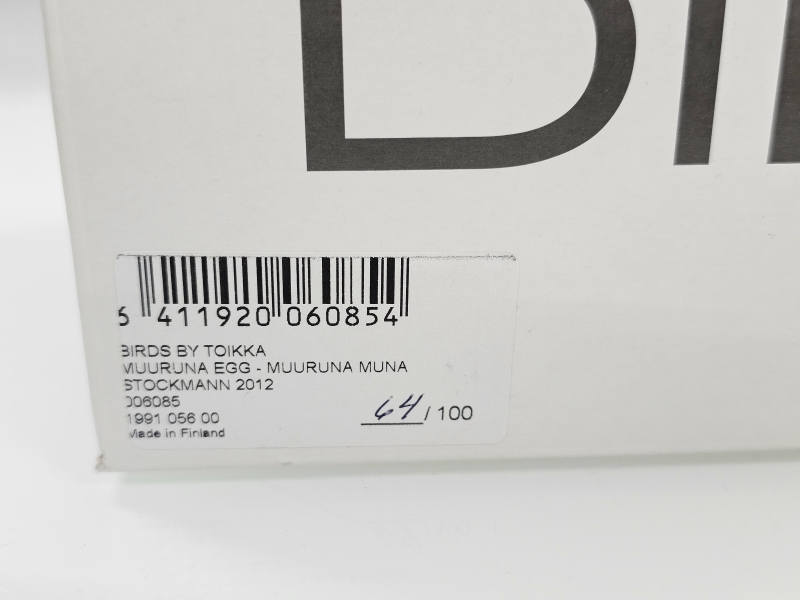 BI
6 411920 060854
BIRDS BY TOIKKA
MUURUNA EGG - MUURUNA MUNA
STOCKMANN 2012
006085
1991 056 00
64 / 100
Made in Finland